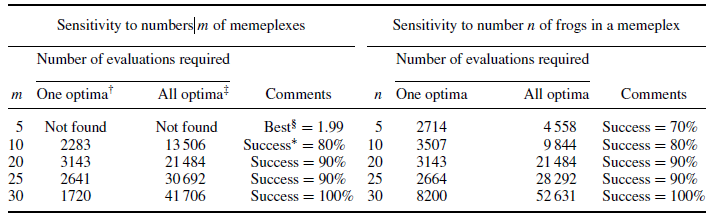 Sensitivity to numbers m of memeplexes Sensitivity to number n of frogs in a memeplex
Number of evaluations required Number of evaluations required
m One optima† All optima‡ Comments n One optima All optima Comments
5 Not found Not found Best§ = 1.99 5 2714 4 558 Success = 70%
10 2283 13 506 Success* = 80% 10 3507 9 844 Success = 80%
20 3143 21 484 Success = 90% 20 3143 21 484 Success = 90%
25 2641 30 692 Success = 90% 25 2664 28 292 Success = 90%
30 1720 41 706 Success = 100% 30 8200 52 631 Success = 100%